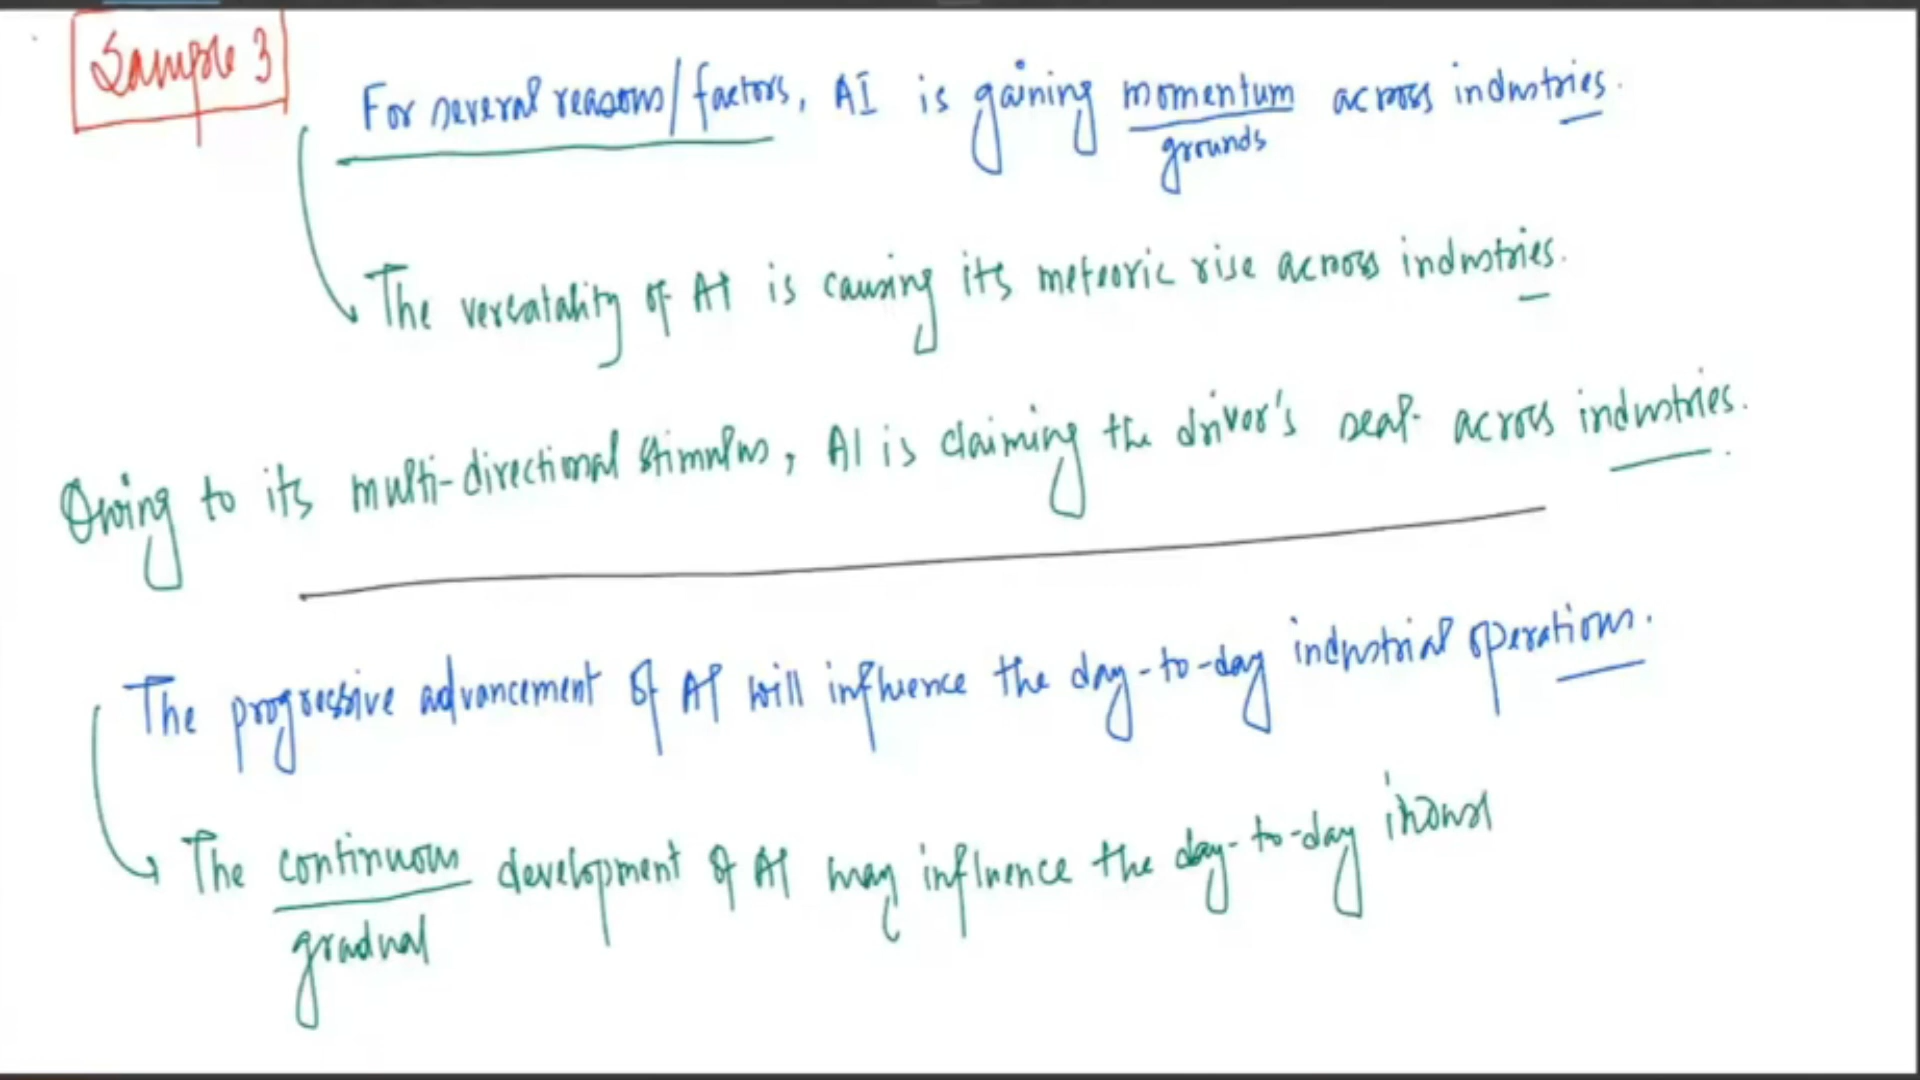 Sample 3
For several reasons/factors, AI is gaining momentum across industries.
grounds
The versatality of AI is causing its meteoric rise across industries.
Owing to its multi-directional stimulus, AI is claiming the driver's seat across industries.
The progressive advancement of AI will influence the day-to-day industrial operations.
The continuous development of AI may influence the day-to-day
gradual